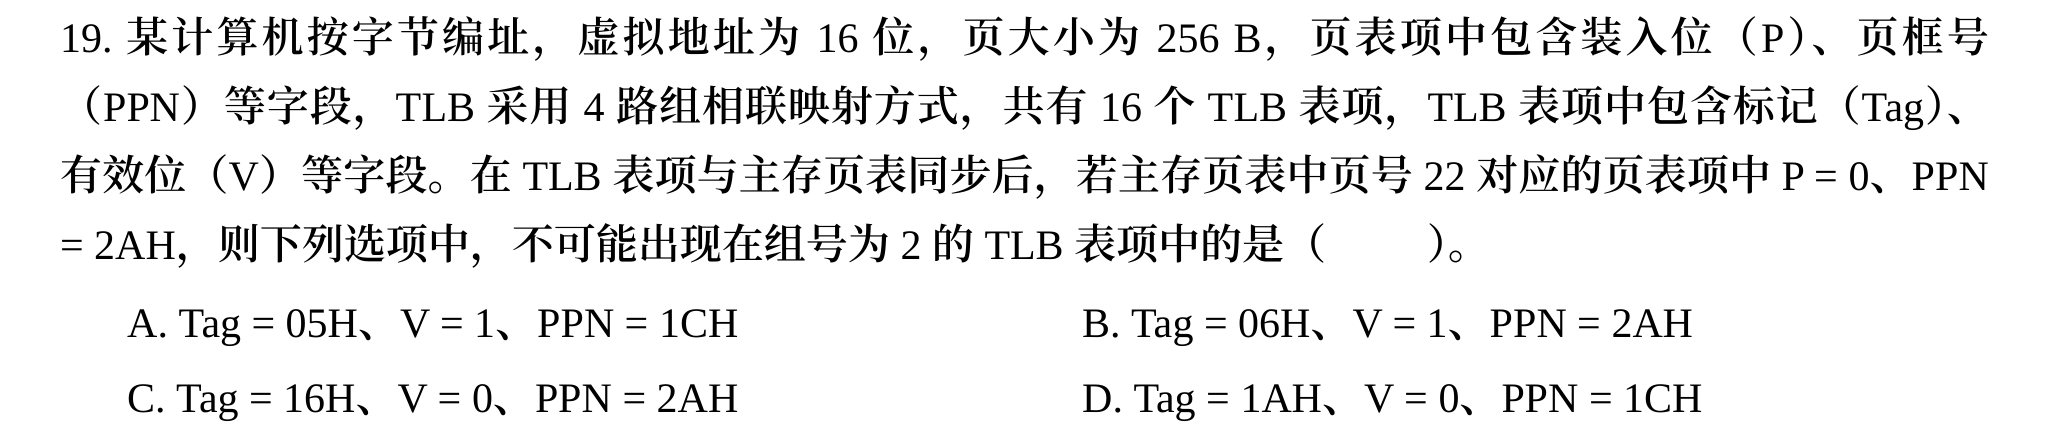 19. 某计算机按字节编址，虚拟地址为 16 位，页大小为 256 B，页表项中包含装入位（P）、页框号
（PPN）等字段，TLB 采用 4 路组相联映射方式，共有 16 个 TLB 表项，TLB 表项中包含标记（Tag）、
有效位（V）等字段。在 TLB 表项与主存页表同步后，若主存页表中页号 22 对应的页表项中 P = 0、PPN
= 2AH，则下列选项中，不可能出现在组号为 2 的 TLB 表项中的是（　　）。
A. Tag = 05H、V = 1、PPN = 1CH
B. Tag = 06H、V = 1、PPN = 2AH
C. Tag = 16H、V = 0、PPN = 2AH
D. Tag = 1AH、V = 0、PPN = 1CH